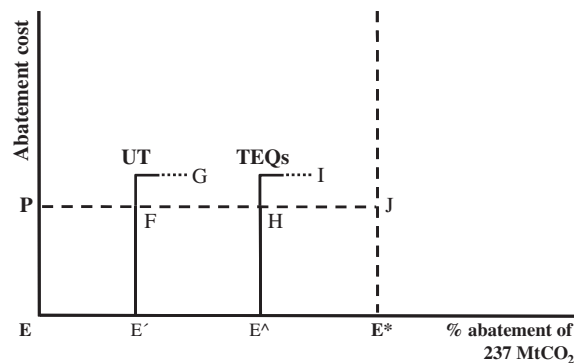 Abatement cost
UT
TEQs
G
I
P
F
H
J
E
E´
E^
E*
% abatement of
237 MtCO₂